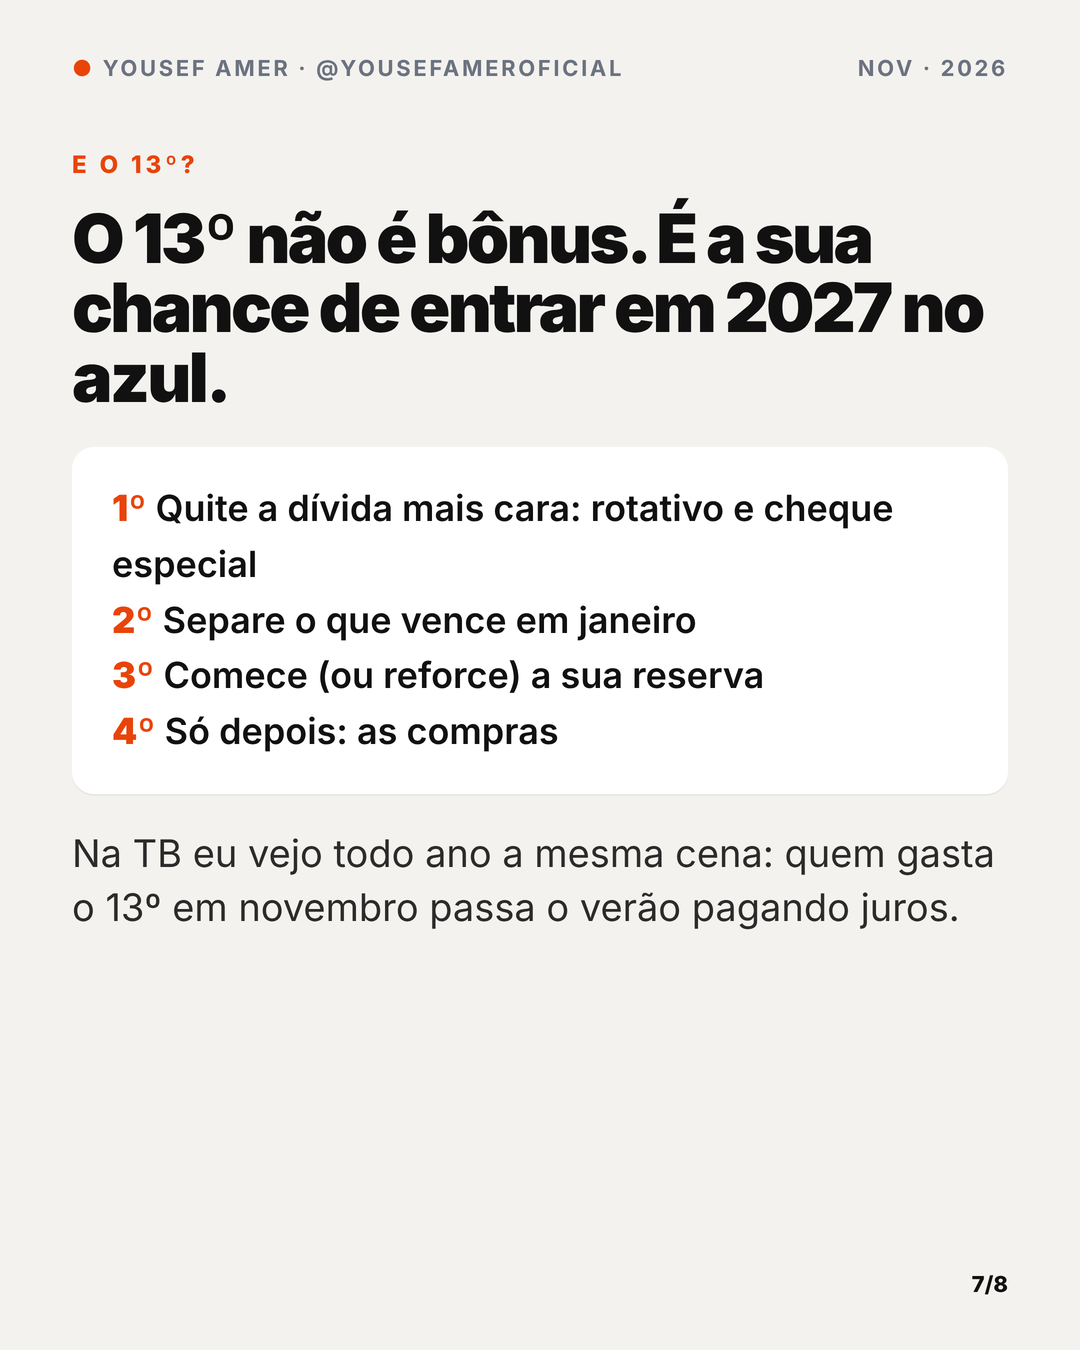 YOUSEF AMER · @YOUSEFAMEROFICIAL
NOV · 2026
E O 13º?
O 13º não é bônus. É a sua
chance de entrar em 2027 no
azul.
1º Quite a dívida mais cara: rotativo e cheque
especial
2º Separe o que vence em janeiro
3º Comece (ou reforce) a sua reserva
4º Só depois: as compras
Na TB eu vejo todo ano a mesma cena: quem gasta
o 13º em novembro passa o verão pagando juros.
7/8